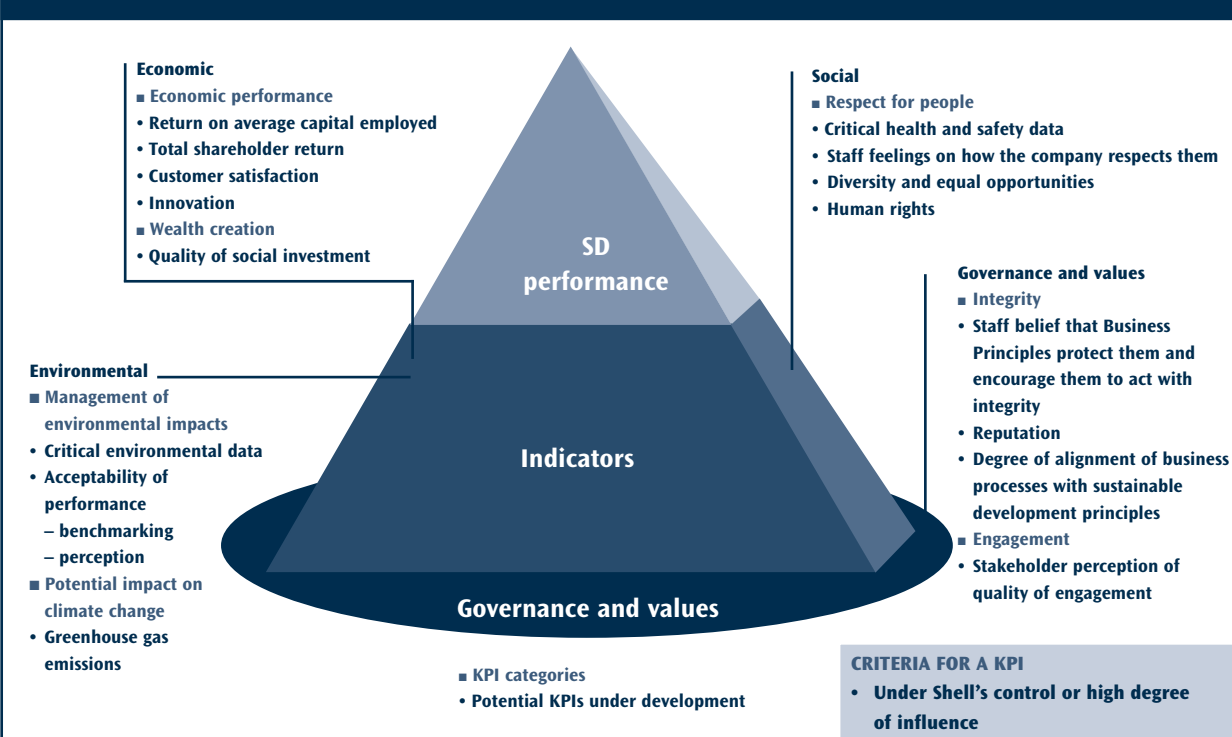 Economic
■ Economic performance
• Return on average capital employed
• Total shareholder return
• Customer satisfaction
• Innovation
■ Wealth creation
• Quality of social investment
Social
■ Respect for people
• Critical health and safety data
• Staff feelings on how the company respects them
• Diversity and equal opportunities
• Human rights
SD
performance
Governance and values
■ Integrity
• Staff belief that Business
Principles protect them and
encourage them to act with
integrity
• Reputation
• Degree of alignment of business
processes with sustainable
development principles
■ Engagement
• Stakeholder perception of
quality of engagement
Environmental
■ Management of
environmental impacts
• Critical environmental data
• Acceptability of
performance
– benchmarking
– perception
■ Potential impact on
climate change
• Greenhouse gas
emissions
Indicators
Governance and values
■ KPI categories
• Potential KPIs under development
CRITERIA FOR A KPI
• Under Shell's control or high degree
of influence